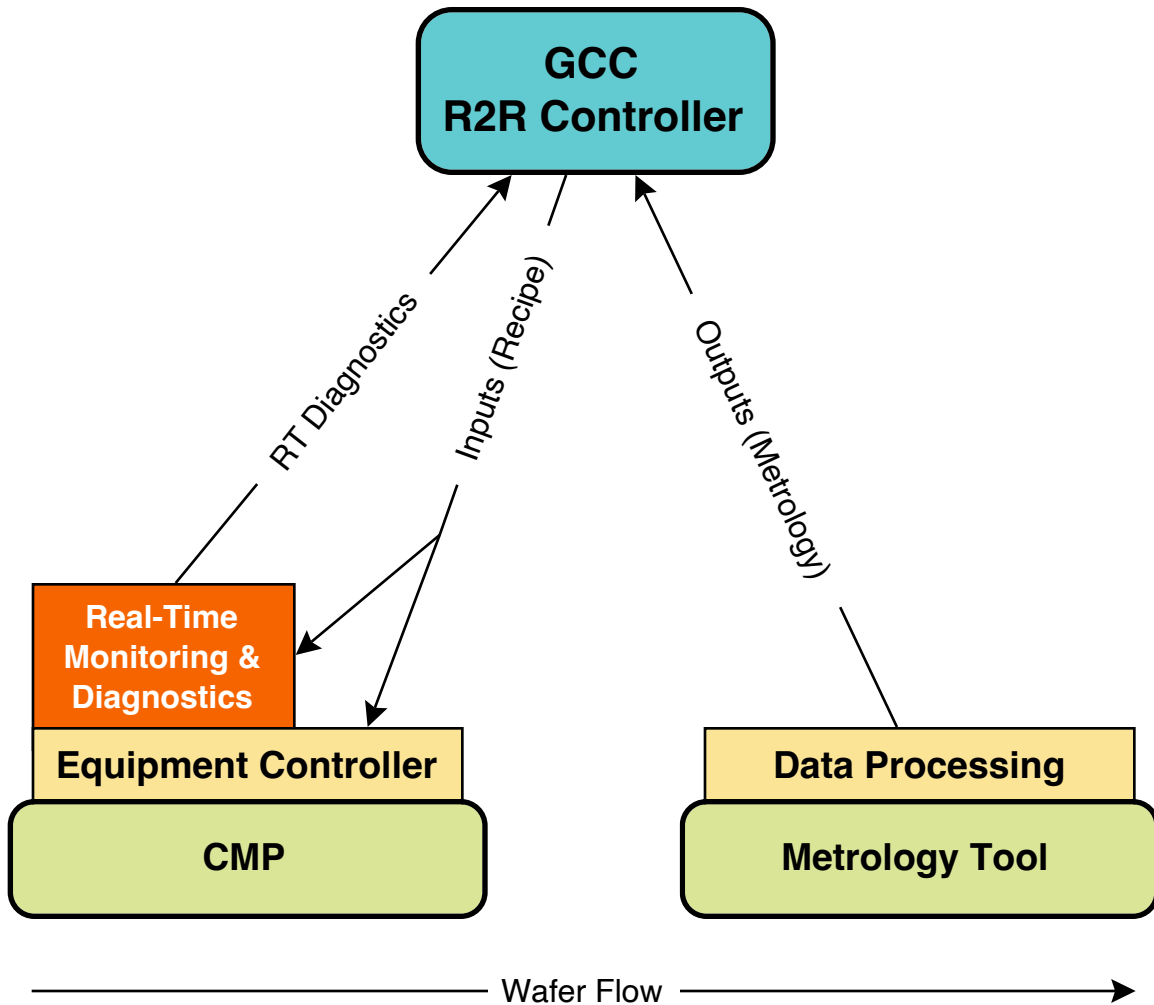 GCC
R2R Controller
RT Diagnostics
Inputs (Recipe)
Outputs (Metrology)
Real-Time
Monitoring &
Diagnostics
Equipment Controller
Data Processing
CMP
Metrology Tool
Wafer Flow